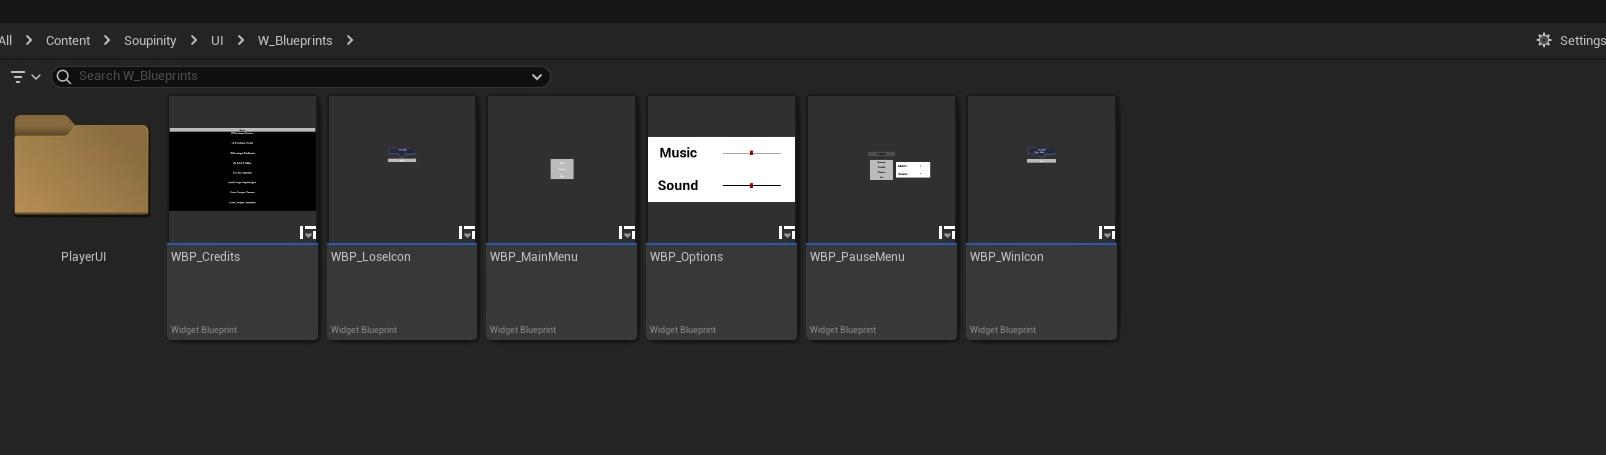 All > Content > Soupinity > UI > W_Blueprints >
Settings
Search W_Blueprints
Music
Sound
PlayerUI
WBP_Credits
WBP_LoseIcon
WBP_MainMenu
WBP_Options
WBP_PauseMenu
WBP_WinIcon
Widget Blueprint
Widget Blueprint
Widget Blueprint
Widget Blueprint
Widget Blueprint
Widget Blueprint